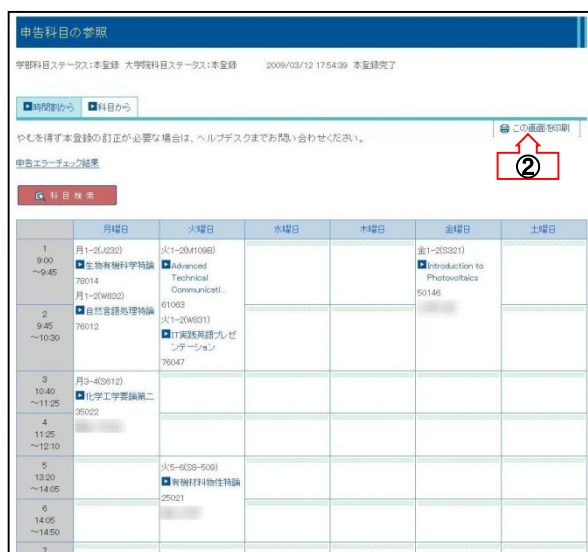 申告科目の参照
学部科目ステータス:本登録 大学院科目ステータス:本登録 2009/03/12 17:54:39 本登録完了
時間割から 科目から
この画面を印刷
やむを得ず本登録の訂正が必要な場合は、ヘルプデスクまでお問い合わせください。
②
申告エラーチェック結果
科目検索
月曜日 火曜日 水曜日 木曜日 金曜日 土曜日
1
9:00
~9:45
月1-2(J232)
生物有機科学特論
78014
月1-2(W832)
自然言語処理特論
76012
火1-2(M109B)
Advanced
Technical
Communicati...
61063
火1-2(W831)
IT実践英語プレゼ
ンテーション
76047
金1-2(S321)
Introduction to
Photovoltaics
50146
2
9:45
~10:30
3
10:40
~11:25
月3-4(S612)
化学工学要論第二
35022
4
11:25
~12:10
5
13:20
~14:05
火5-6(S8-509)
有機材料物性特論
25021
6
14:05
~14:50
7